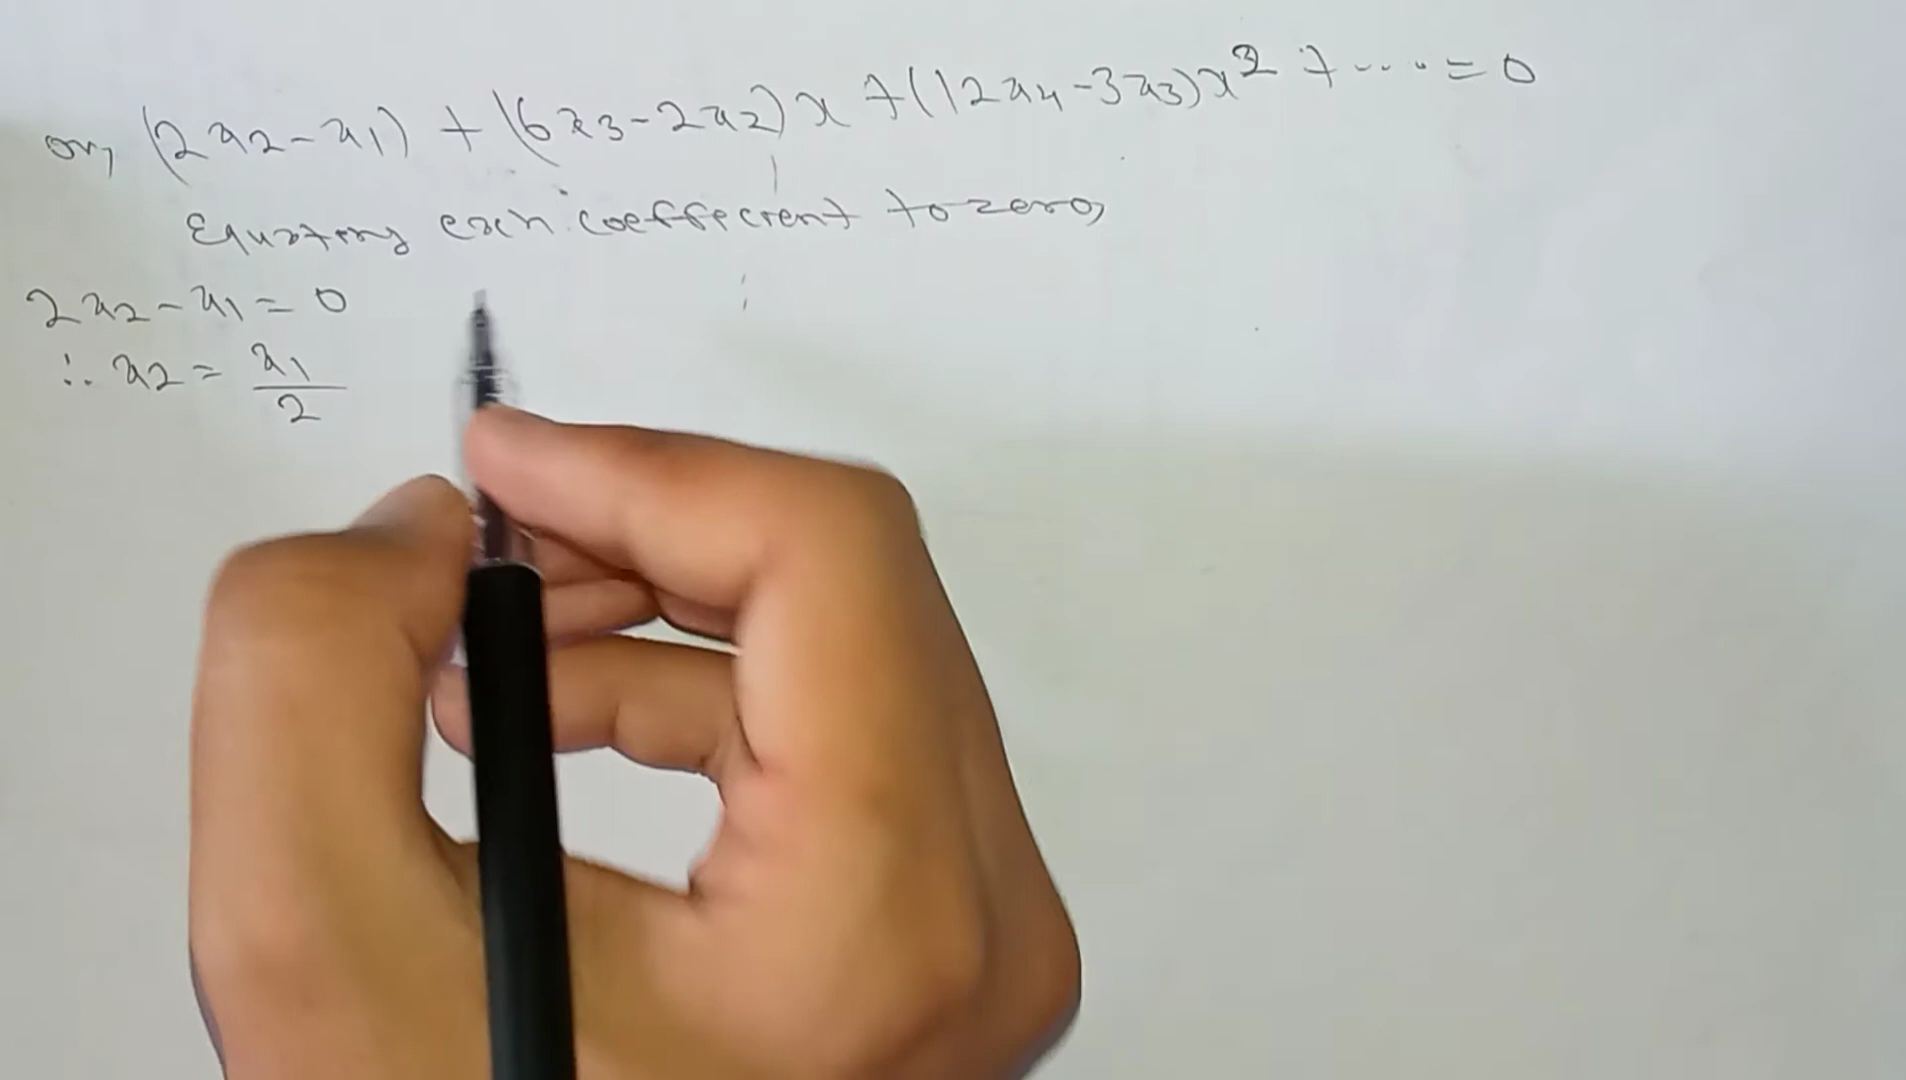 or, (2a2-a1) + (6a3-2a2)x + (12a4-3a3)x² + .... = 0
Equating each coeffecient to zero,
2a2-a1 = 0
∴ a2 = a1/2